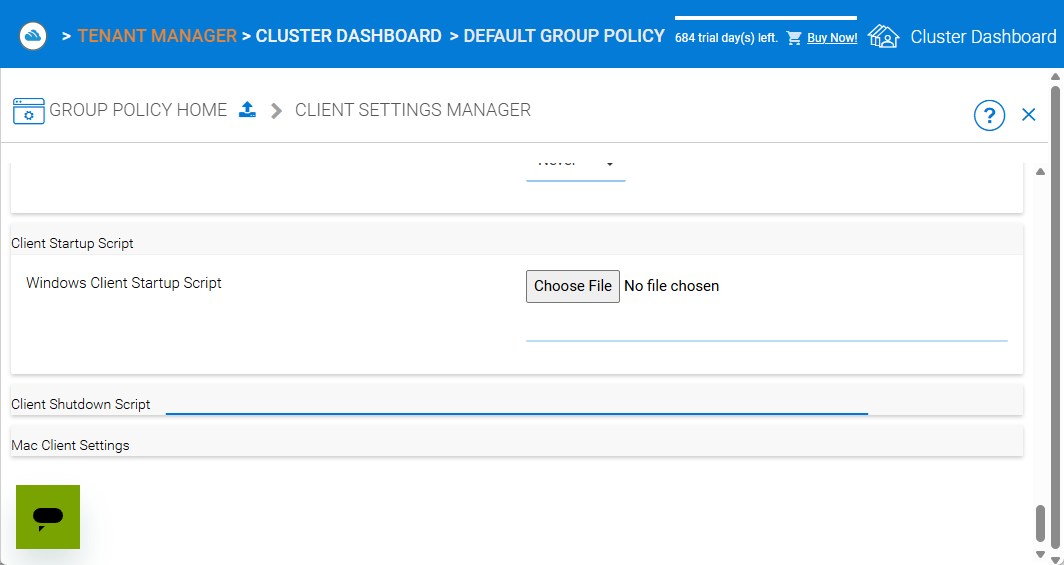 > TENANT MANAGER > CLUSTER DASHBOARD > DEFAULT GROUP POLICY 684 trial day(s) left. Buy Now! Cluster Dashboard
GROUP POLICY HOME > CLIENT SETTINGS MANAGER ?
Client Startup Script
Windows Client Startup Script Choose File No file chosen
Client Shutdown Script
Mac Client Settings